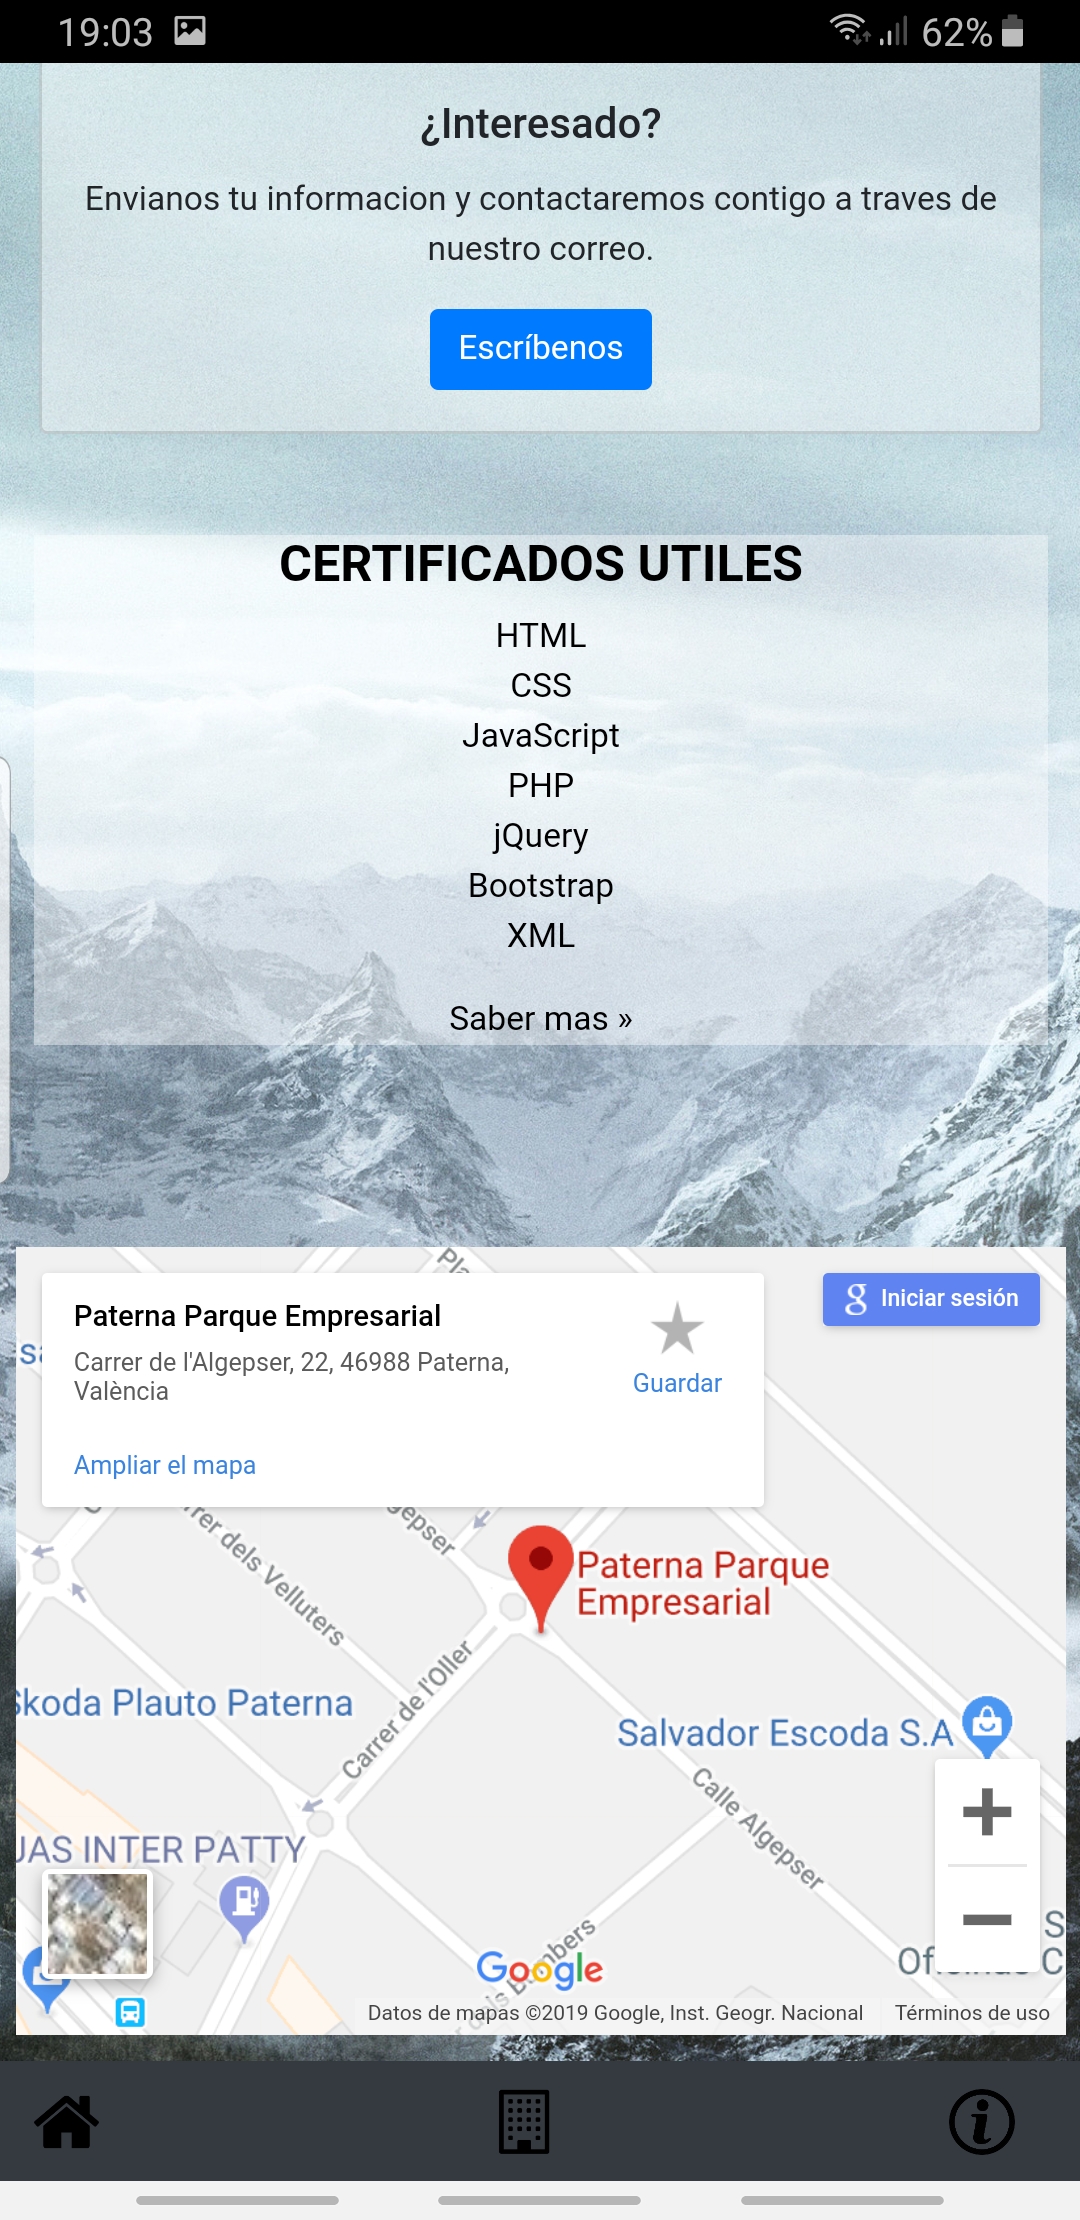 19:03
62%
¿Interesado?
Envianos tu informacion y contactaremos contigo a traves de
nuestro correo.
Escríbenos
CERTIFICADOS UTILES
HTML
CSS
JavaScript
PHP
jQuery
Bootstrap
XML
Saber mas »
Paterna Parque Empresarial
Carrer de l'Algepser, 22, 46988 Paterna,
València
Guardar
Ampliar el mapa
Iniciar sesión
rrer dels Velluters
gepser
Paterna Parque
Empresarial
Carrer de l'Oller
Skoda Plauto Paterna
Salvador Escoda S.A
Calle Algepser
JAS INTER PATTY
Google
Datos de mapas ©2019 Google, Inst. Geogr. Nacional
Términos de uso